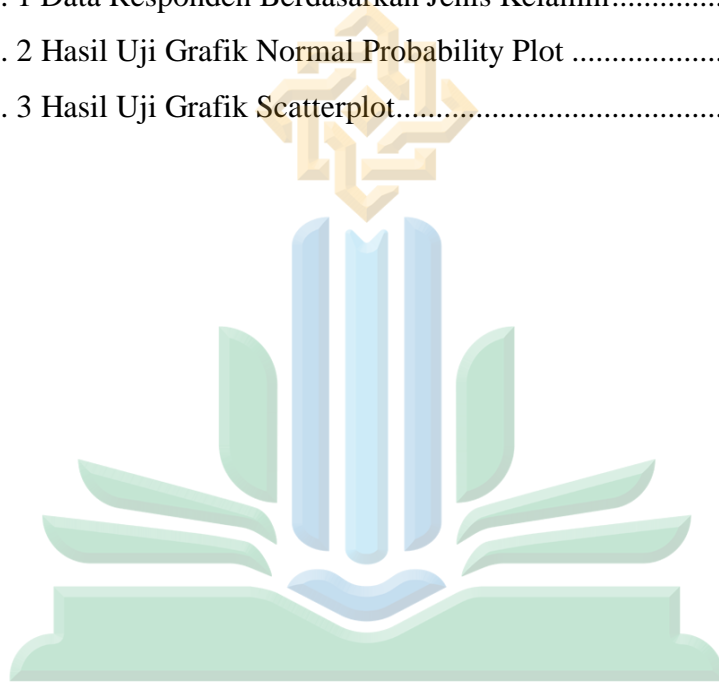 . 1 Data Responden Berdasarkan Jenis Kelamin..............
. 2 Hasil Uji Grafik Normal Probability Plot ...................
. 3 Hasil Uji Grafik Scatterplot.........................................